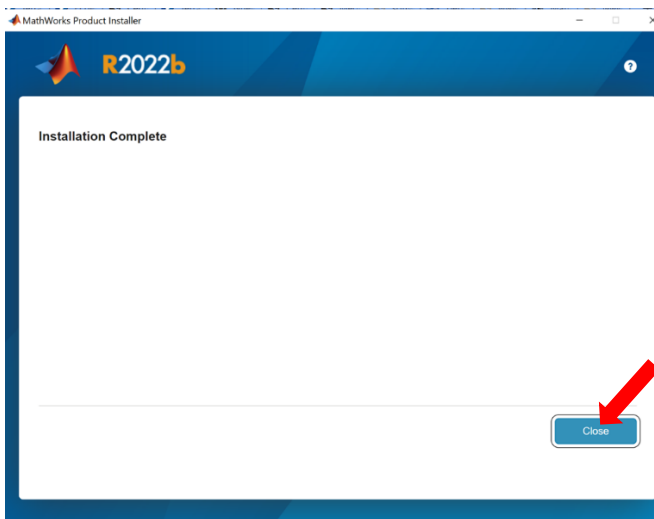 MathWorks Product Installer
R2022b
?
Installation Complete
Close